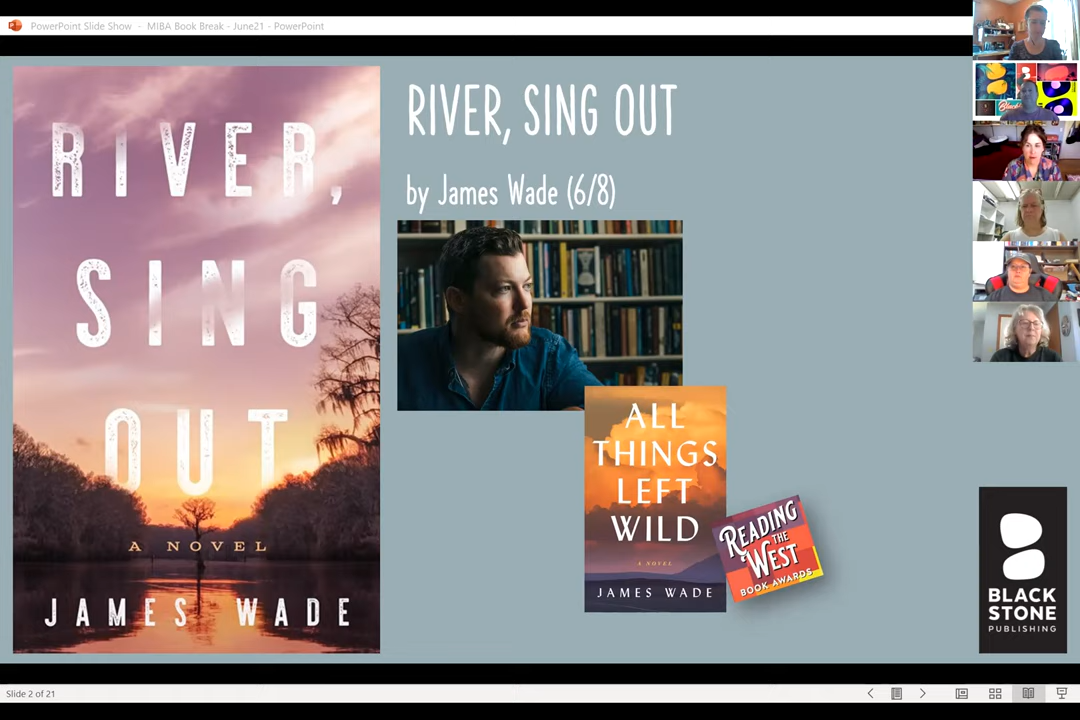 PowerPoint Slide Show - MIBA Book Break - June21 - PowerPoint
RIVER,
SING
OUT
A NOVEL
JAMES WADE
RIVER, SING OUT
by James Wade (6/8)
ALL
THINGS
LEFT
WILD
A NOVEL
JAMES WADE
READING
THE
WEST
BOOK AWARDS
BLACK
STONE
PUBLISHING
Slide 2 of 21